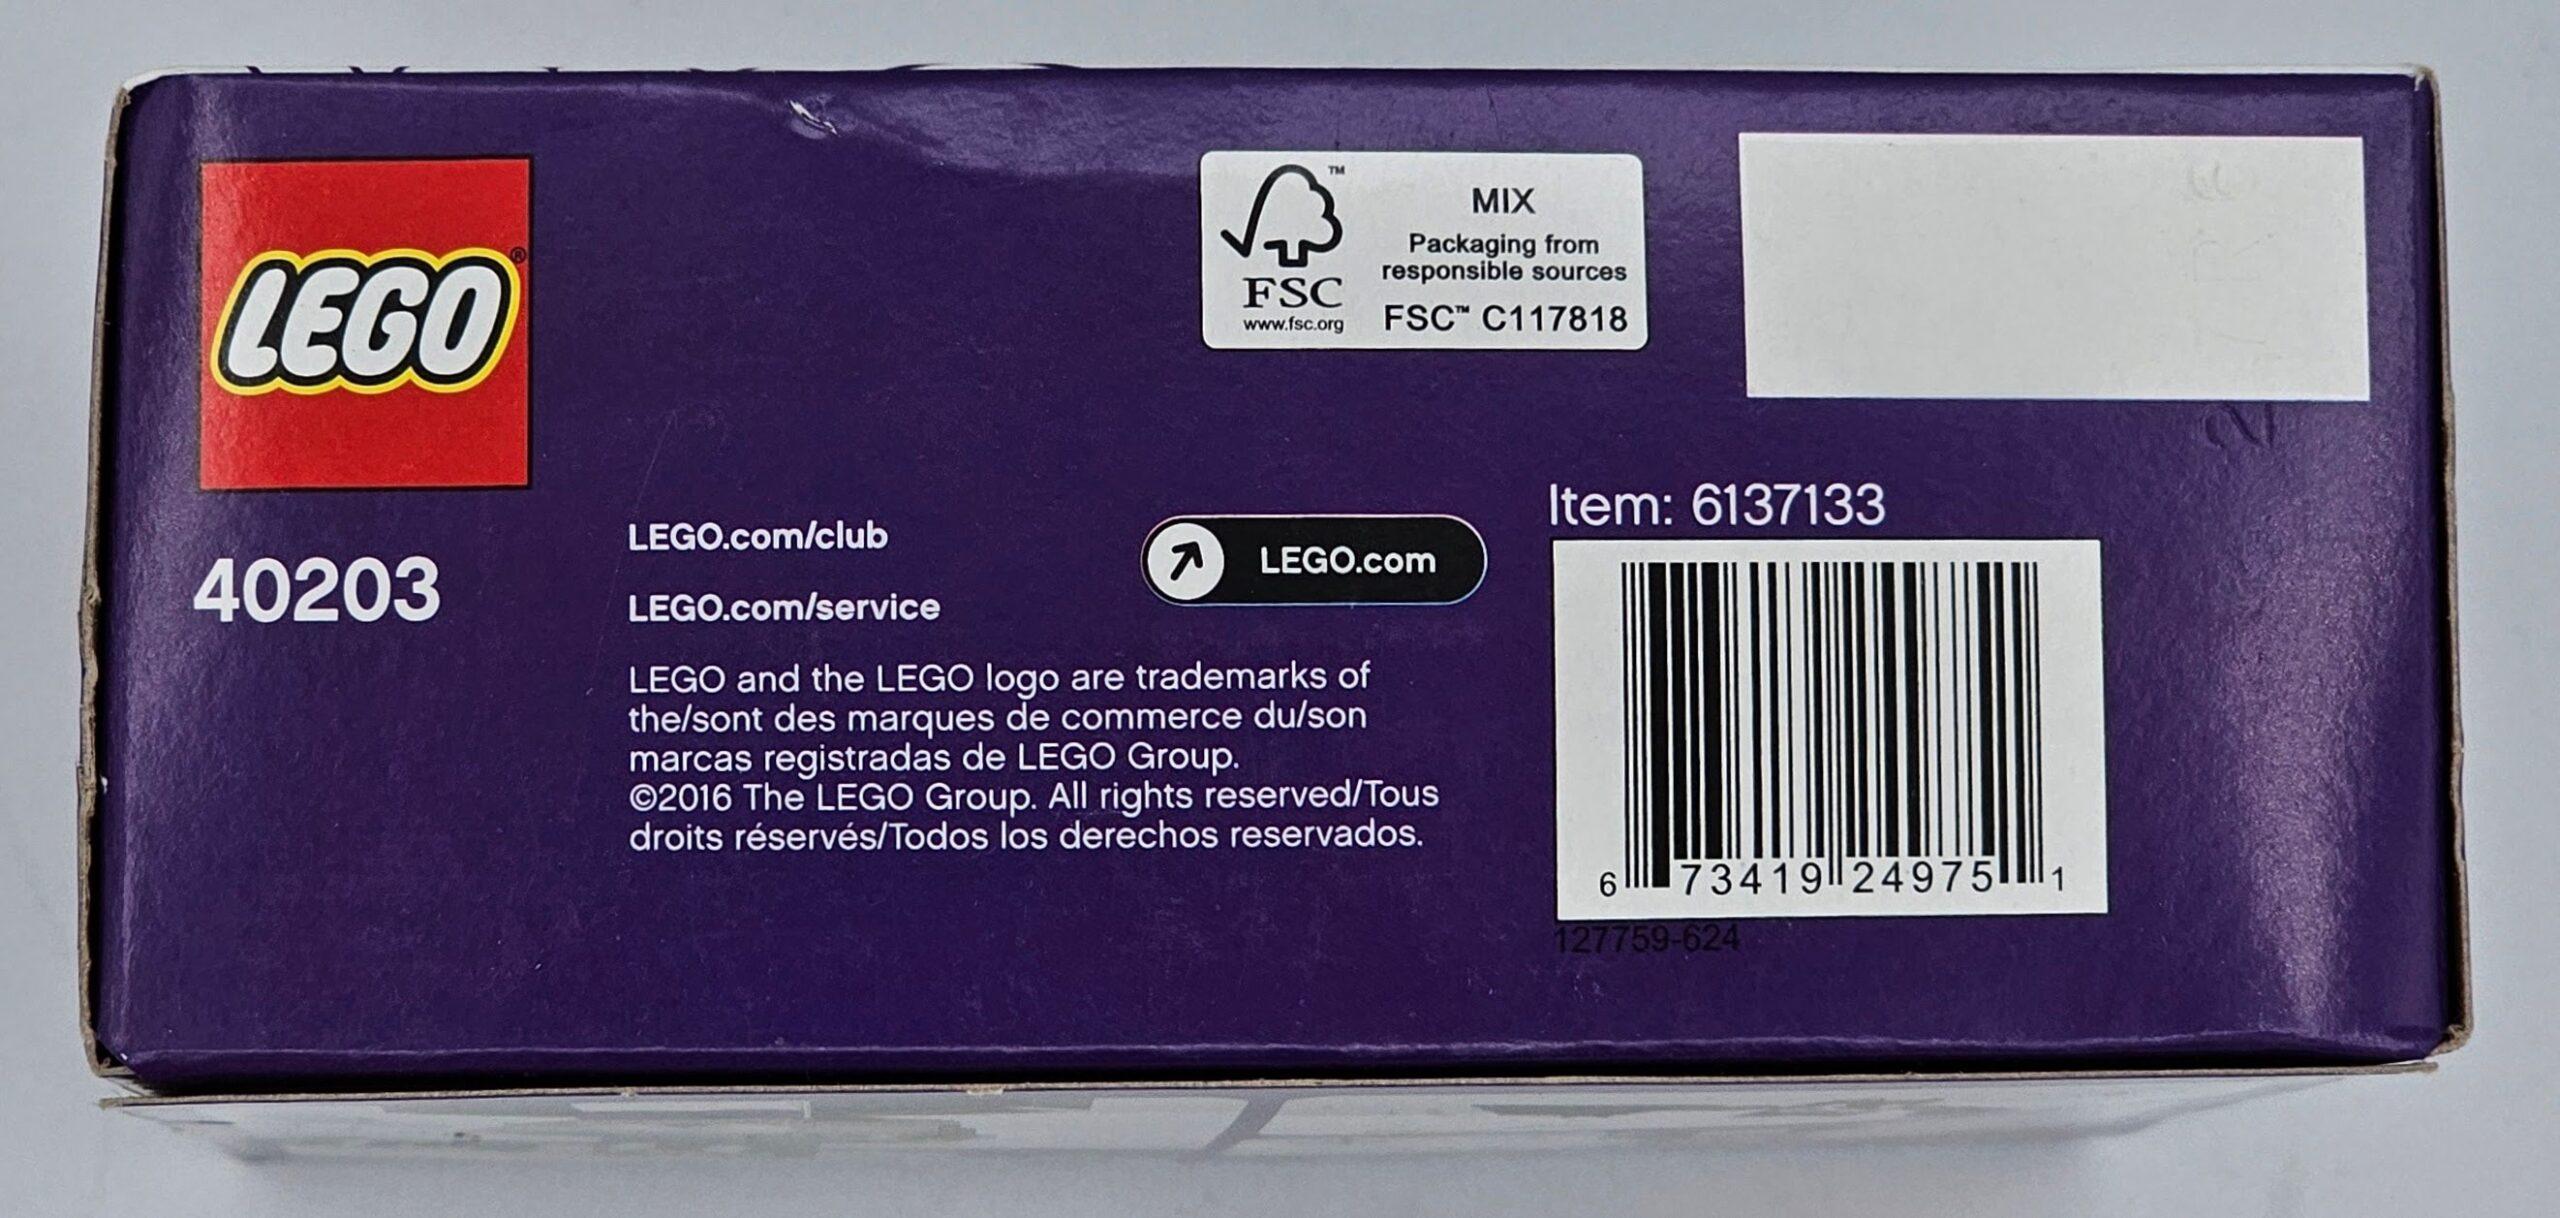 LEGO®
40203
LEGO.com/club
LEGO.com/service
LEGO and the LEGO logo are trademarks of
the/sont des marques de commerce du/son
marcas registradas de LEGO Group.
©2016 The LEGO Group. All rights reserved/Tous
droits réservés/Todos los derechos reservados.
LEGO.com
™
FSC
www.fsc.org
MIX
Packaging from
responsible sources
FSC™ C117818
Item: 6137133
6 73419 24975 1
127759-624